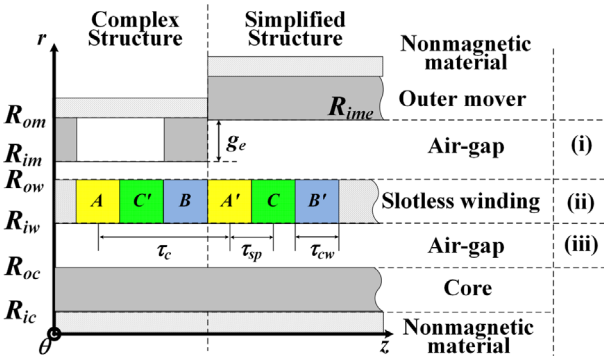 Complex
Structure
Simplified
Structure
r
Nonmagnetic
material
Outer mover
R_om
R_ime
g_e
R_im
Air-gap
(i)
R_ow
A
C'
B
A'
C
B'
Slotless winding
(ii)
R_iw
τ_c
τ_sp
τ_cw
Air-gap
(iii)
R_oc
Core
R_ic
Nonmagnetic
material
θ
z